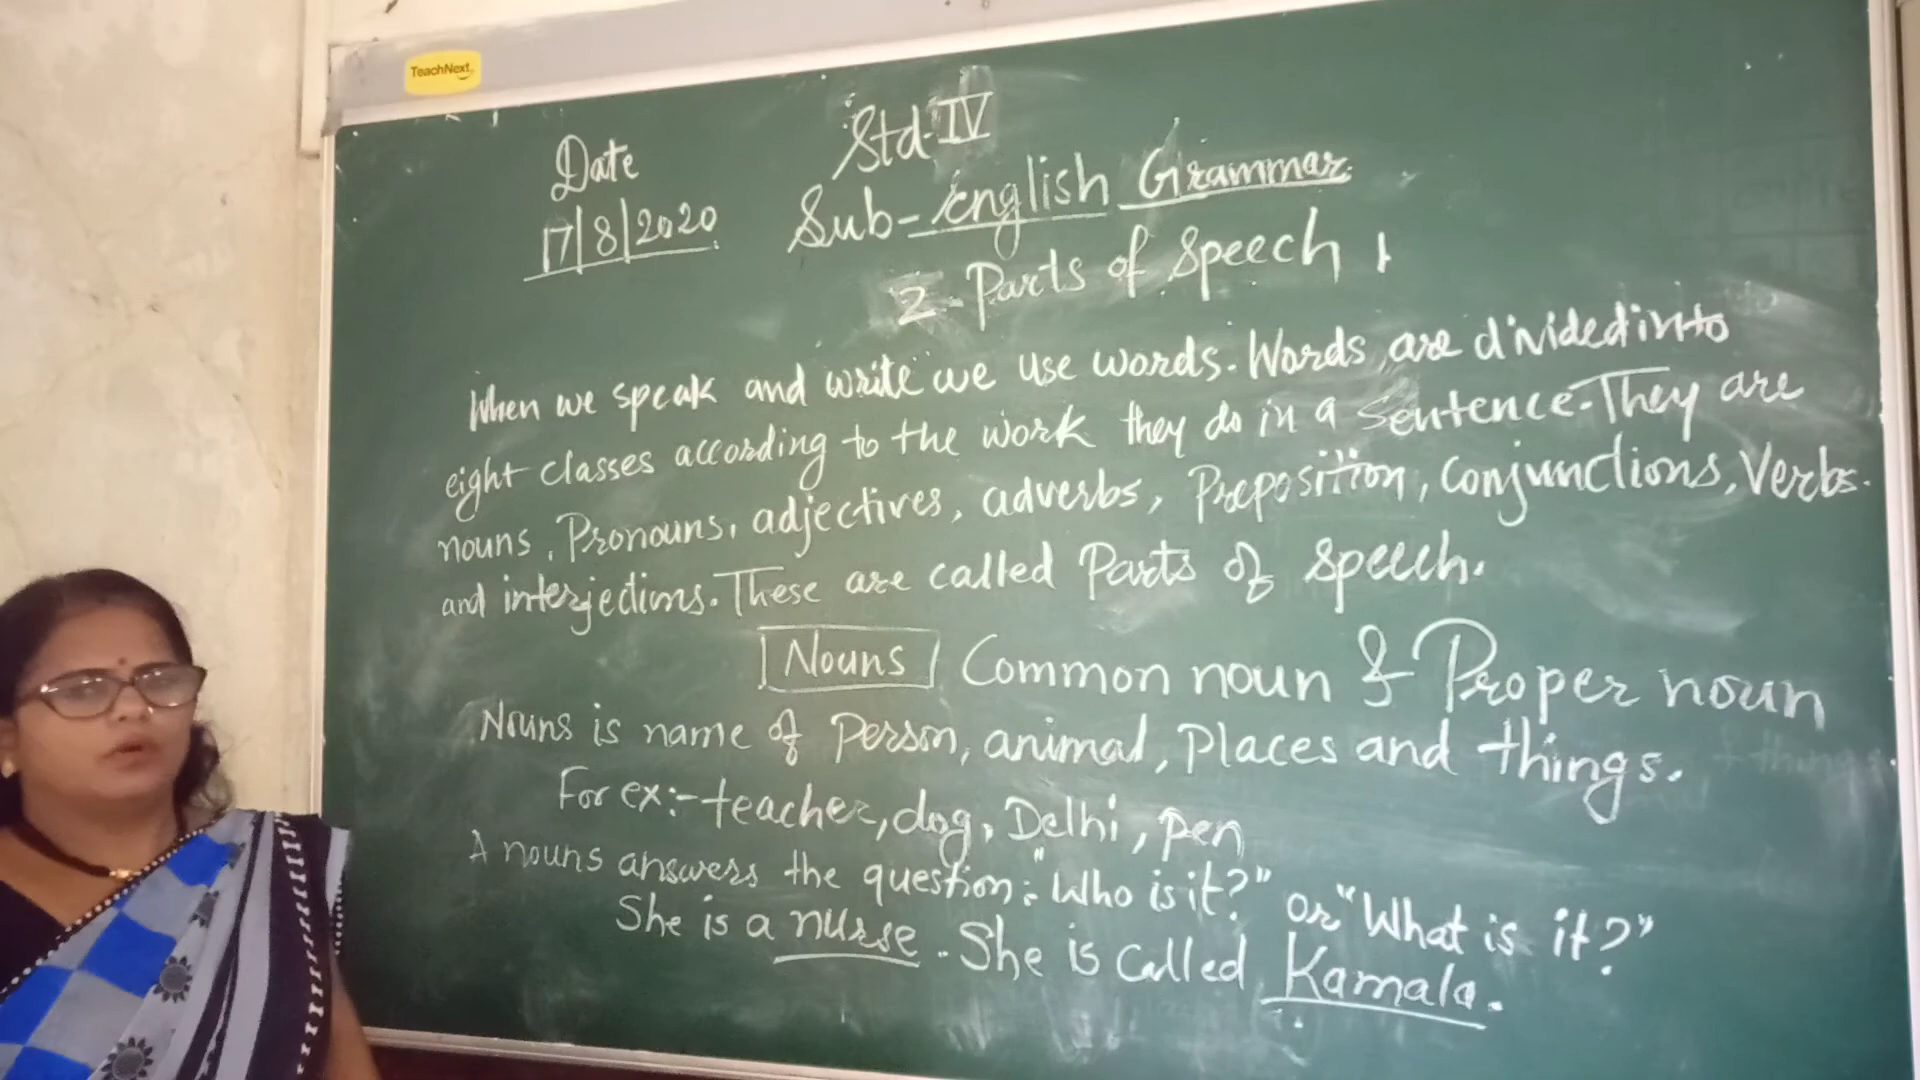 TeachNext
Std-IV
Date
17/8/2020
Sub-English Grammar
2-Parts of Speech
When we speak and write we use words. Words are divided into
eight classes according to the work they do in a sentence. They are
nouns, Pronouns, adjectives, adverbs, Preposition, Conjunctions, Verbs.
and interjections. These are called Parts of speech.
Nouns Common noun & Proper noun
Nouns is name of Person, animal, Places and things.
For ex:- teacher, dog, Delhi, pen
A nouns answers the question: "Who is it?" or "What is it?"
She is a nurse. She is called Kamala.